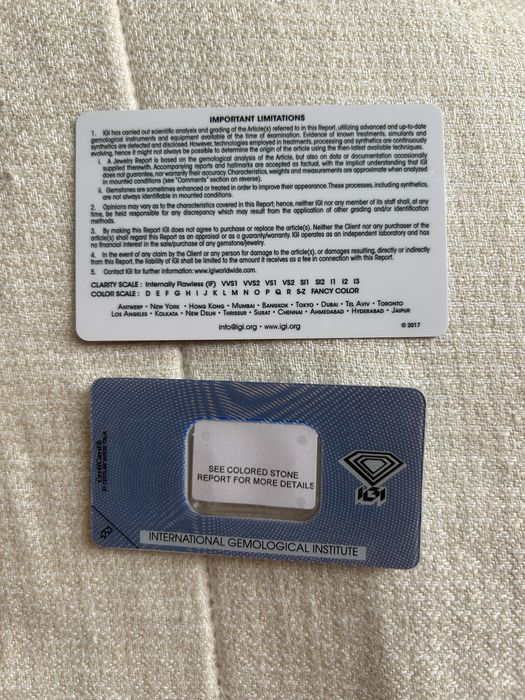 IMPORTANT LIMITATIONS
1. IGI has carried out scientific analysis and grading of the Article(s) referred to in this Report, utilizing advanced and up-to-date
gemological instruments and equipment available at the time of examination. Evidence of known treatments, simulants and
synthetics are detected and disclosed. However, technologies employed in treatments, processing and synthetics are continuously
evolving, hence it might not always be possible to determine the origin of the article using the then-latest available techniques.
i. A Jewelry Report is based on the gemological analysis of the Article, but also on data or documentation occasionally
supplied therewith. Accompanying reports and hallmarks are accepted as factual, with the implicit understanding that IGI
does not guarantee, nor warranty their accuracy. Characteristics, weights and measurements are approximate when analyzed
in mounted conditions (see "Comments" section on reverse).
ii. Gemstones are sometimes enhanced or treated in order to improve their appearance. These processes, including synthetics,
are not always identifiable in mounted conditions.
2. Opinions may vary as to the characteristics covered in this Report; hence, neither IGI nor any member of its staff shall, at any
time, be held responsible for any discrepancy which may result from the application of other grading and/or identification
methods.
3. By making this Report IGI does not agree to purchase or replace the article(s). Neither the Client nor any purchaser of the
article(s) shall regard this Report as an appraisal or as a guaranty/warranty. IGI operates as an independent laboratory and has
no financial interest in the sale/purchase of any gemstone/jewelry.
4. In the event of any claim by the Client or any person for damage to the article(s), or damages resulting, directly or indirectly
from this Report, the liability of IGI shall be limited to the amount it receives as a fee in connection with this Report.
5. Contact IGI for further information: www.igiworldwide.com.
CLARITY SCALE : Internally Flawless (IF) VVS1 VVS2 VS1 VS2 SI1 SI2 I1 I2 I3
COLOR SCALE : D E F G H I J K L M N O P Q R S-Z FANCY COLOR
ANTWERP • NEW YORK • HONG KONG • MUMBAI • BANGKOK • TOKYO • DUBAI • TEL AVIV • TORONTO
LOS ANGELES • KOLKATA • NEW DELHI • THRISSUR • SURAT • CHENNAI • AHMEDABAD • HYDERABAD • JAIPUR
info@igi.org • www.igi.org
© 2017
CertiCard®
SEE COLORED STONE
REPORT FOR MORE DETAILS
IGI
INTERNATIONAL GEMOLOGICAL INSTITUTE